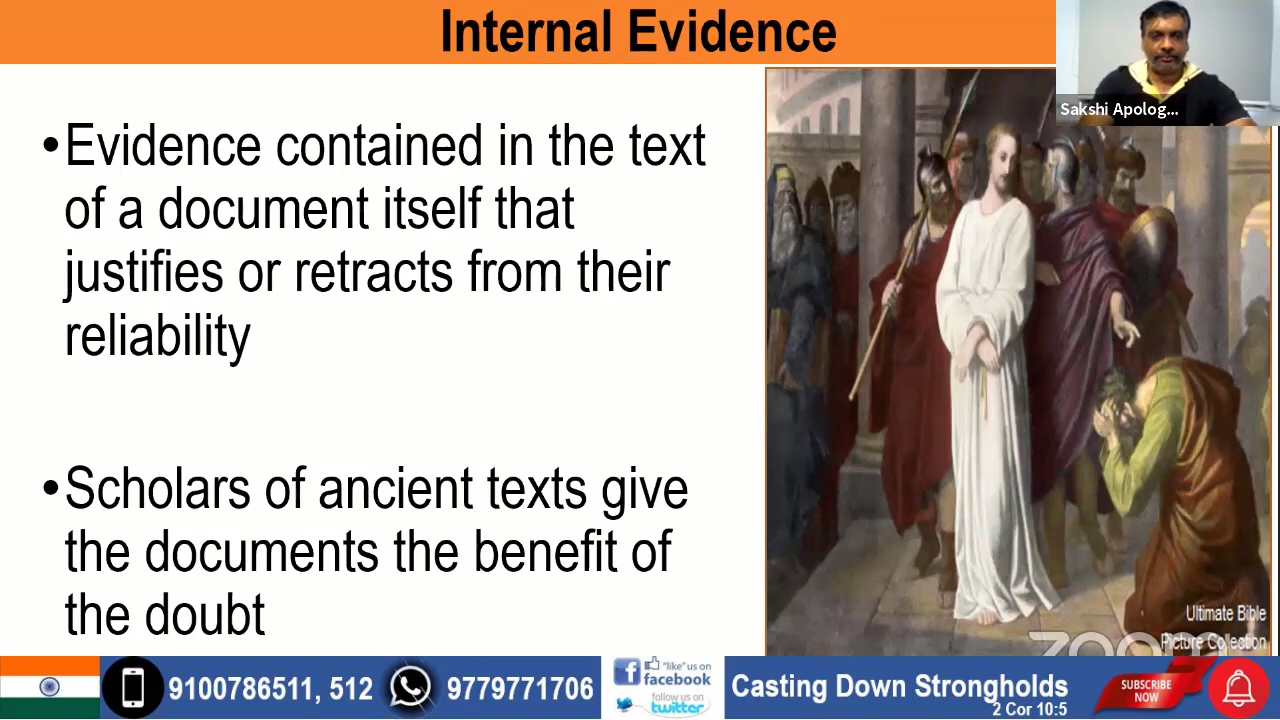 Internal Evidence
Sakshi Apolog...
•Evidence contained in the text
of a document itself that
justifies or retracts from their
reliability
•Scholars of ancient texts give
the documents the benefit of
the doubt
Ultimate Bible
Picture Collection
zoom
9100786511, 512
9779771706
"like" us on
facebook
follow us on
twitter
Casting Down Strongholds
2 Cor 10:5
SUBSCRIBE
NOW